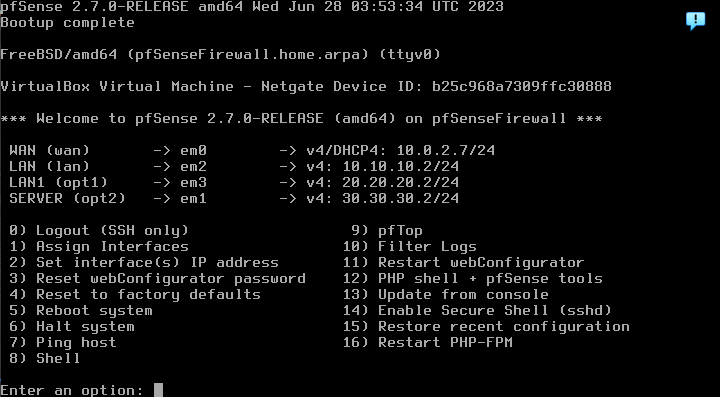 pfSense 2.7.0-RELEASE amd64 Wed Jun 28 03:53:34 UTC 2023
Bootup complete
FreeBSD/amd64 (pfSenseFirewall.home.arpa) (ttyv0)
VirtualBox Virtual Machine - Netgate Device ID: b25c968a7309ffc30888
*** Welcome to pfSense 2.7.0-RELEASE (amd64) on pfSenseFirewall ***
WAN (wan) -> em0 -> v4/DHCP4: 10.0.2.7/24
LAN (lan) -> em2 -> v4: 10.10.10.2/24
LAN1 (opt1) -> em3 -> v4: 20.20.20.2/24
SERVER (opt2) -> em1 -> v4: 30.30.30.2/24
0) Logout (SSH only) 9) pfTop
1) Assign Interfaces 10) Filter Logs
2) Set interface(s) IP address 11) Restart webConfigurator
3) Reset webConfigurator password 12) PHP shell + pfSense tools
4) Reset to factory defaults 13) Update from console
5) Reboot system 14) Enable Secure Shell (sshd)
6) Halt system 15) Restore recent configuration
7) Ping host 16) Restart PHP-FPM
8) Shell
Enter an option: